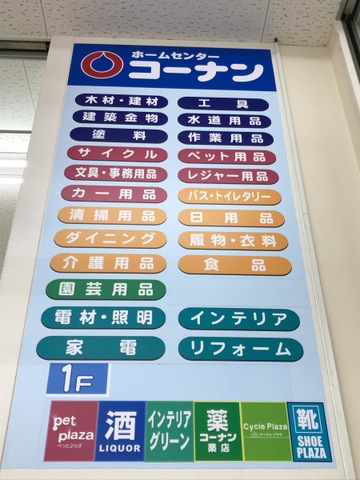 ホームセンター
コーナン
木材・建材 工具
建築金物 水道用品
塗料 作業用品
サイクル ペット用品
文具・事務用品 レジャー用品
カー用品 バス・トイレタリー
清掃用品 日用品
ダイニング 履物・衣料
介護用品 食品
園芸用品
電材・照明 インテリア
家電 リフォーム
1F
pet plaza
ぺっとぷらざ
酒
LIQUOR
インテリア
グリーン
薬
コーナン
薬店
Cycle Plaza
靴
SHOE
PLAZA